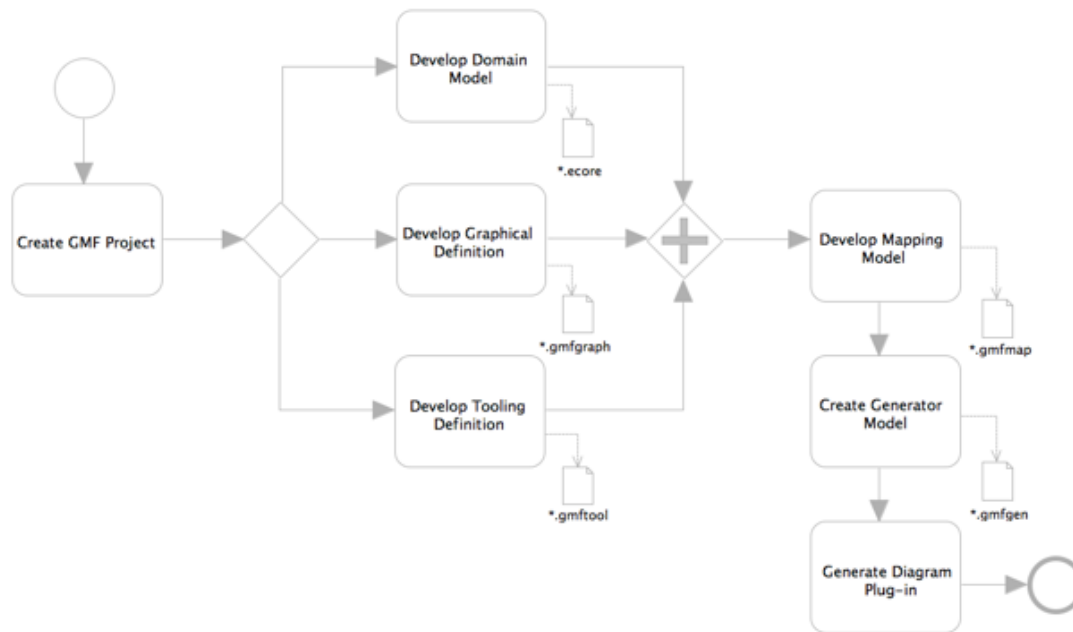 Develop Domain
Model
*.ecore
Create GMF Project
Develop Graphical
Definition
*.gmfgraph
Develop Mapping
Model
*.gmfmap
Develop Tooling
Definition
*.gmftool
Create Generator
Model
*.gmfgen
Generate Diagram
Plug-in